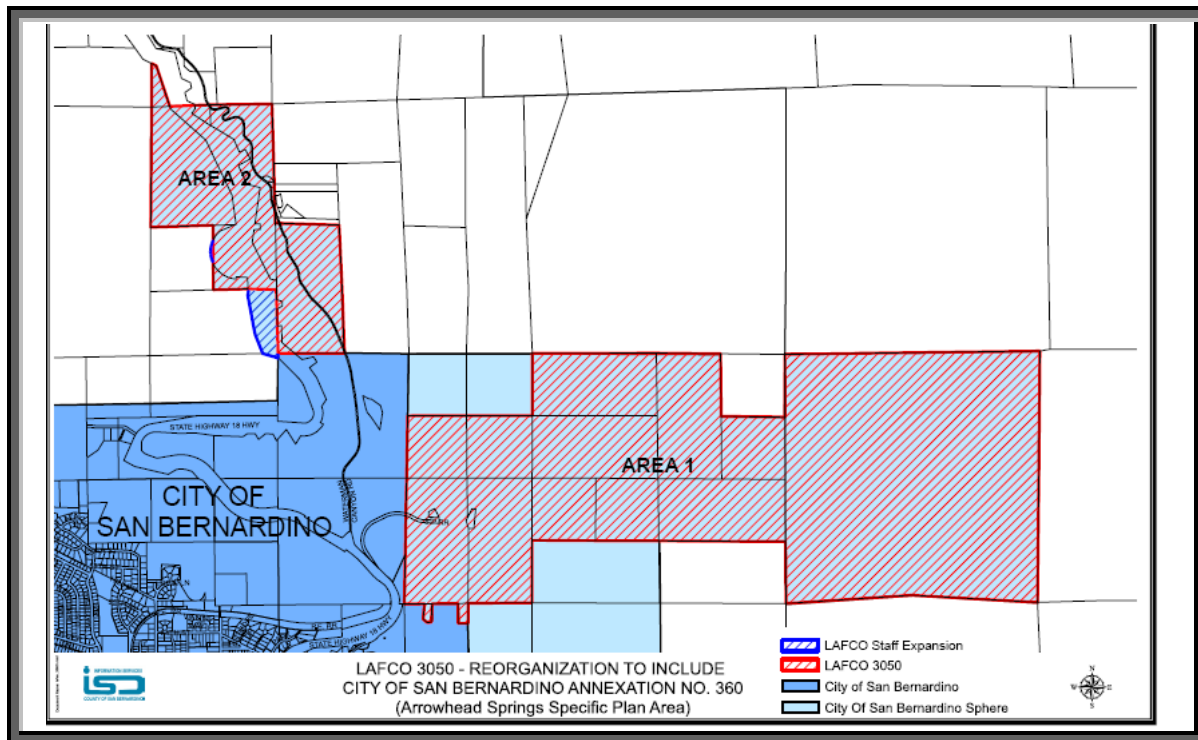 AREA 2
STATE HIGHWAY 18 HWY
AREA 1
CITY OF
SAN BERNARDINO
WATERMAN
CANYON
STATE HIGHWAY 18 HWY
LAFCO 3050 - REORGANIZATION TO INCLUDE
CITY OF SAN BERNARDINO ANNEXATION NO. 360
(Arrowhead Springs Specific Plan Area)
INFORMATION SERVICES
isd
COUNTY OF SAN BERNARDINO
LAFCO Staff Expansion
LAFCO 3050
City of San Bernardino
City Of San Bernardino Sphere
N
W
E
S